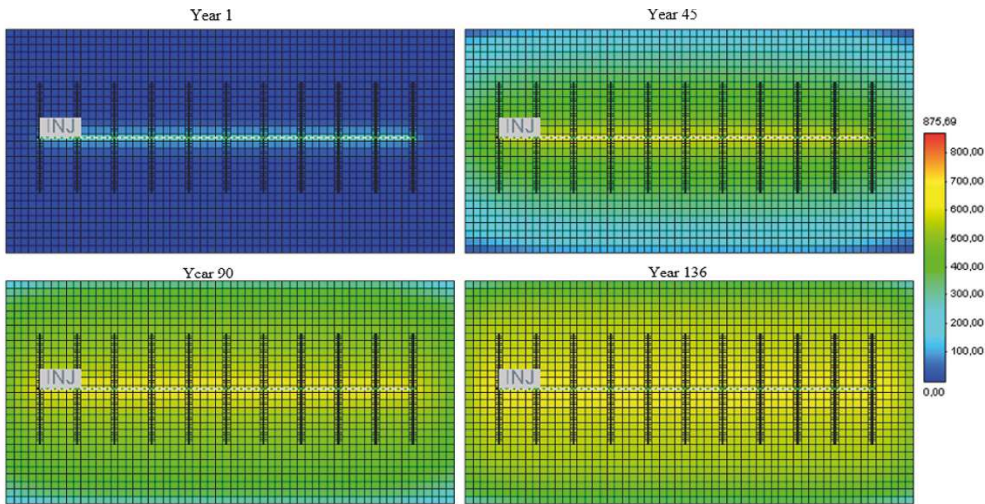 Year 1
Year 45
INJ
INJ
875,69
800,00
700,00
600,00
500,00
400,00
300,00
200,00
100,00
0,00
Year 90
Year 136
INJ
INJ